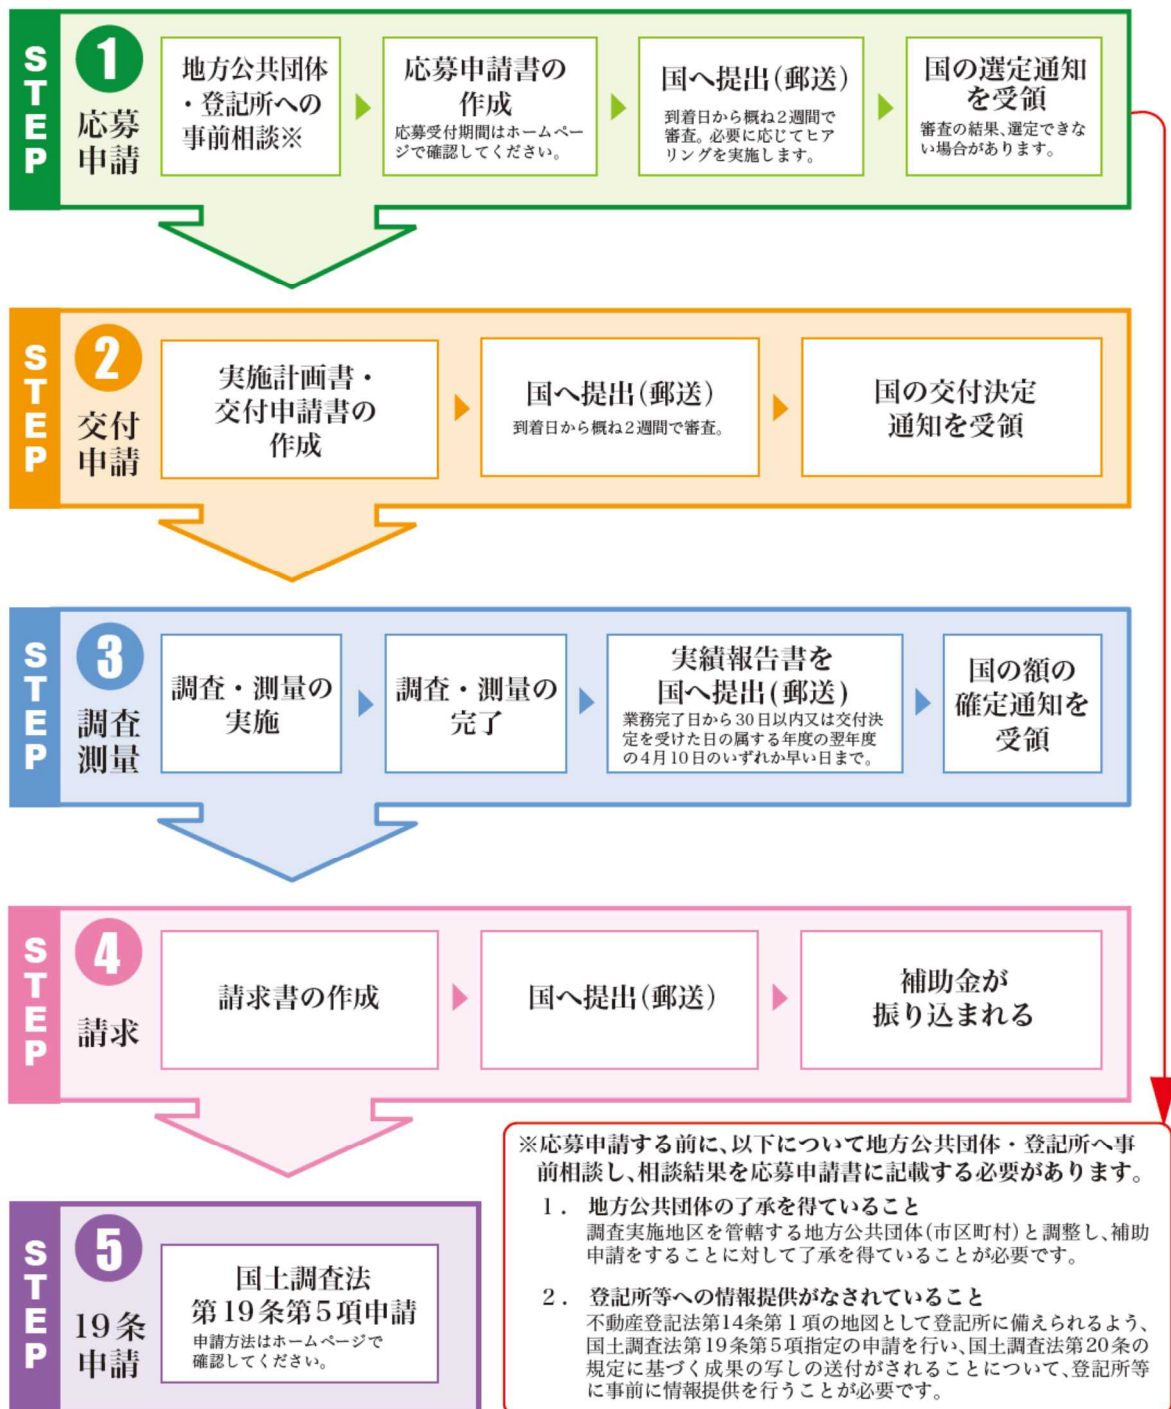 STEP
1
応募
申請
地方公共団体
・登記所への
事前相談※
応募申請書の
作成
応募受付期間はホームペー
ジで確認してください。
国へ提出(郵送)
到着日から概ね2週間で
審査。必要に応じてヒア
リングを実施します。
国の選定通知
を受領
審査の結果、選定できな
い場合があります。
STEP
2
交付
申請
実施計画書・
交付申請書の
作成
国へ提出(郵送)
到着日から概ね2週間で審査。
国の交付決定
通知を受領
STEP
3
調査
測量
調査・測量の
実施
調査・測量の
完了
実績報告書を
国へ提出(郵送)
業務完了日から30日以内又は交付決
定を受けた日の属する年度の翌年度
の4月10日のいずれか早い日まで。
国の額の
確定通知を
受領
STEP
4
請求
請求書の作成
国へ提出(郵送)
補助金が
振り込まれる
STEP
5
19条
申請
国土調査法
第19条第5項申請
申請方法はホームページで
確認してください。
※応募申請する前に、以下について地方公共団体・登記所へ事
前相談し、相談結果を応募申請書に記載する必要があります。
1. 地方公共団体の了承を得ていること
調査実施地区を管轄する地方公共団体(市区町村)と調整し、補助
申請をすることに対して了承を得ていることが必要です。
2. 登記所等への情報提供がなされていること
不動産登記法第14条第1項の地図として登記所に備えられるよう、
国土調査法第19条第5項指定の申請を行い、国土調査法第20条の
規定に基づく成果の写しの送付がされることについて、登記所等
に事前に情報提供を行うことが必要です。